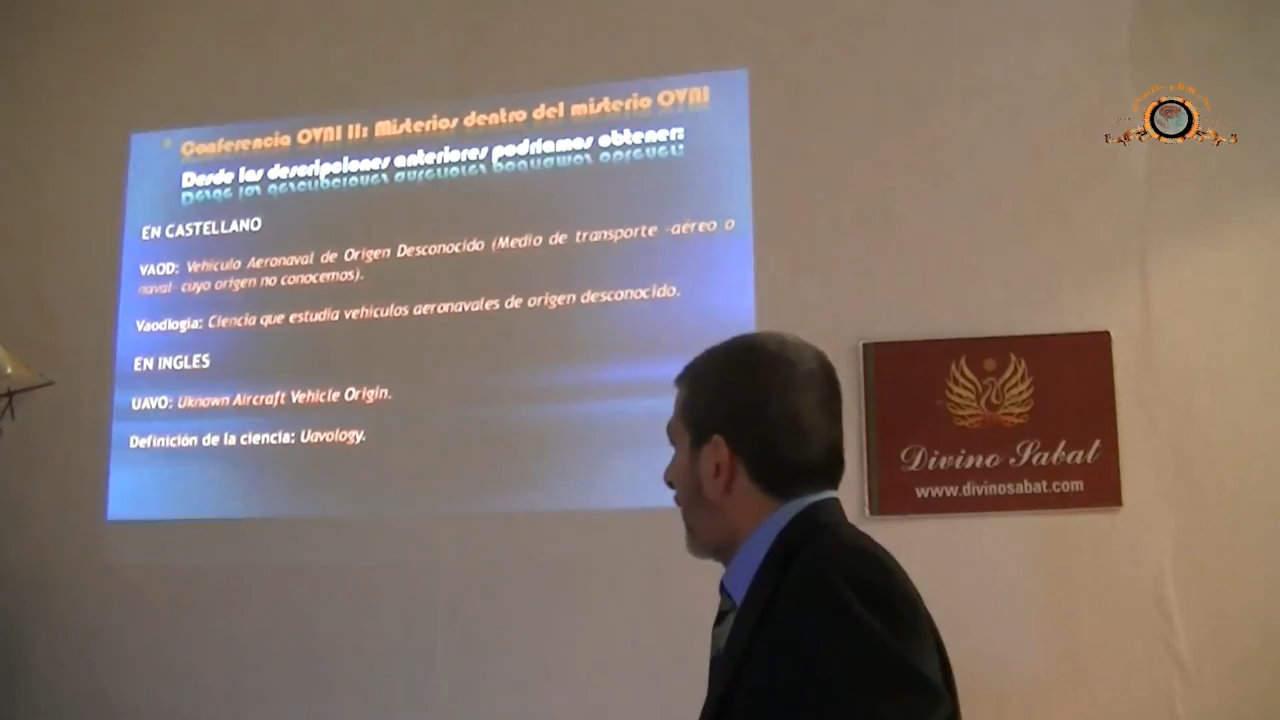 Conferencia OVNI II: Misterios dentro del misterio OVNI
Desde las descripciones anteriores podríamos obtener:
EN CASTELLANO
VAOD: Vehículo Aeronaval de Origen Desconocido (Medio de transporte -aéreo o
naval- cuyo origen no conocemos).
Vaodlogía: Ciencia que estudia vehículos aeronavales de origen desconocido.
EN INGLES
UAVO: Uknown Aircraft Vehicle Origin.
Definición de la ciencia: Uavology.
Divino Sabat
www.divinosabat.com